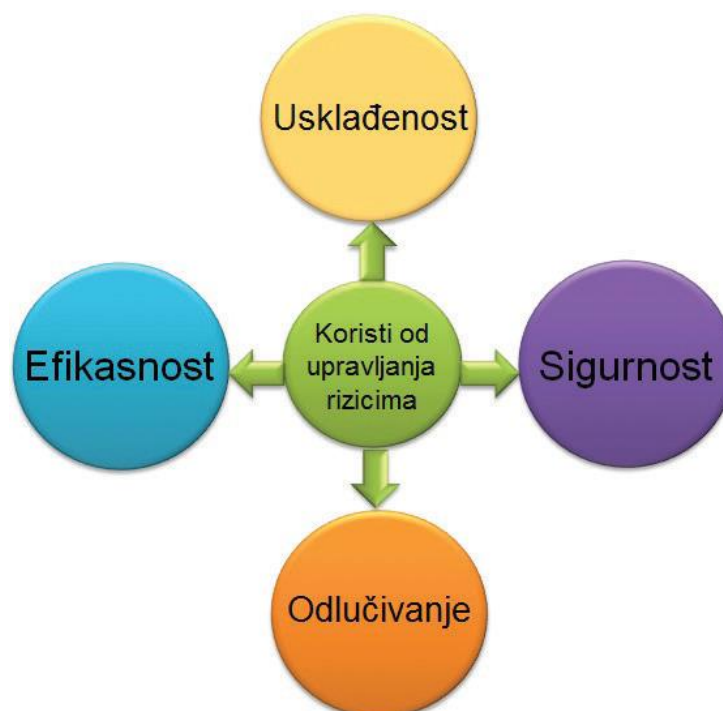 Usklađenost
Efikasnost
Koristi od
upravljanja
rizicima
Sigurnost
Odlučivanje